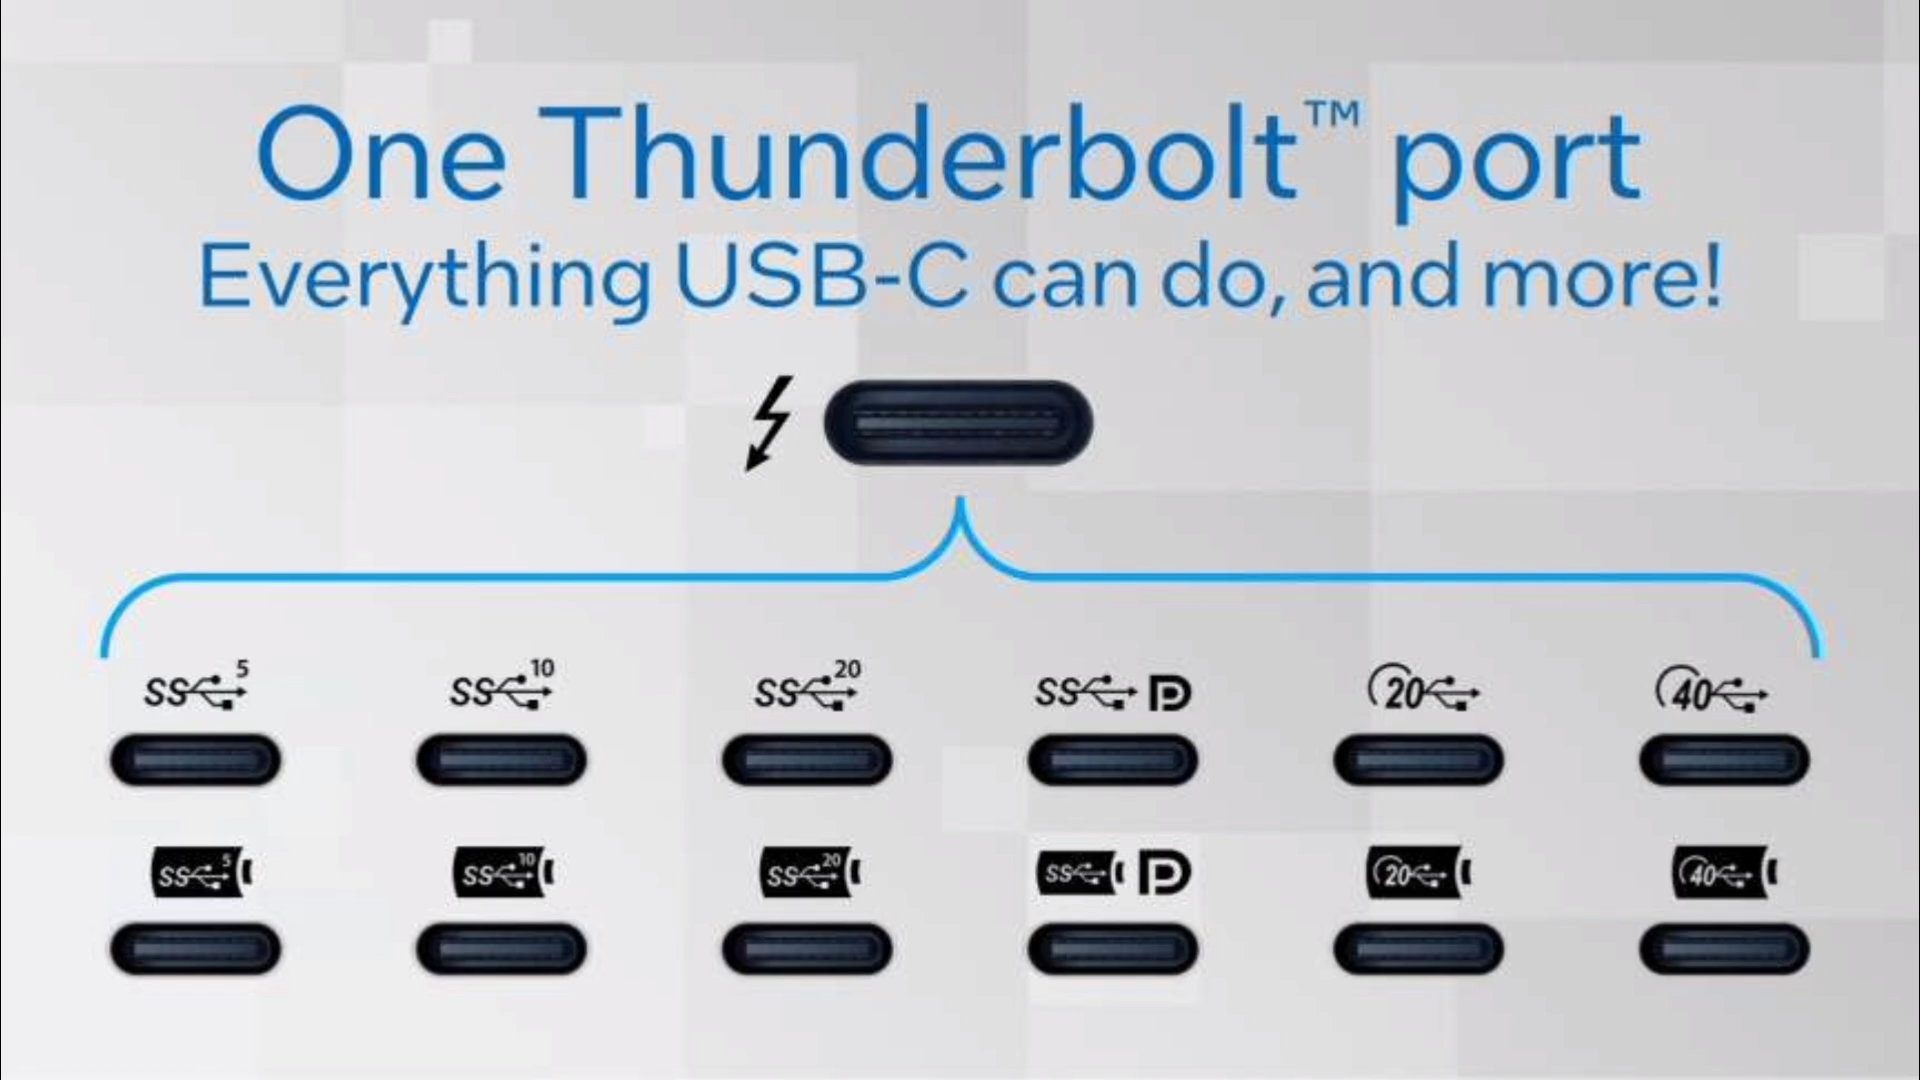 One Thunderbolt™ port
Everything USB-C can do, and more!
SS 5
SS 10
SS 20
SS D
20
40
SS 5
SS 10
SS 20
SS D
20
40